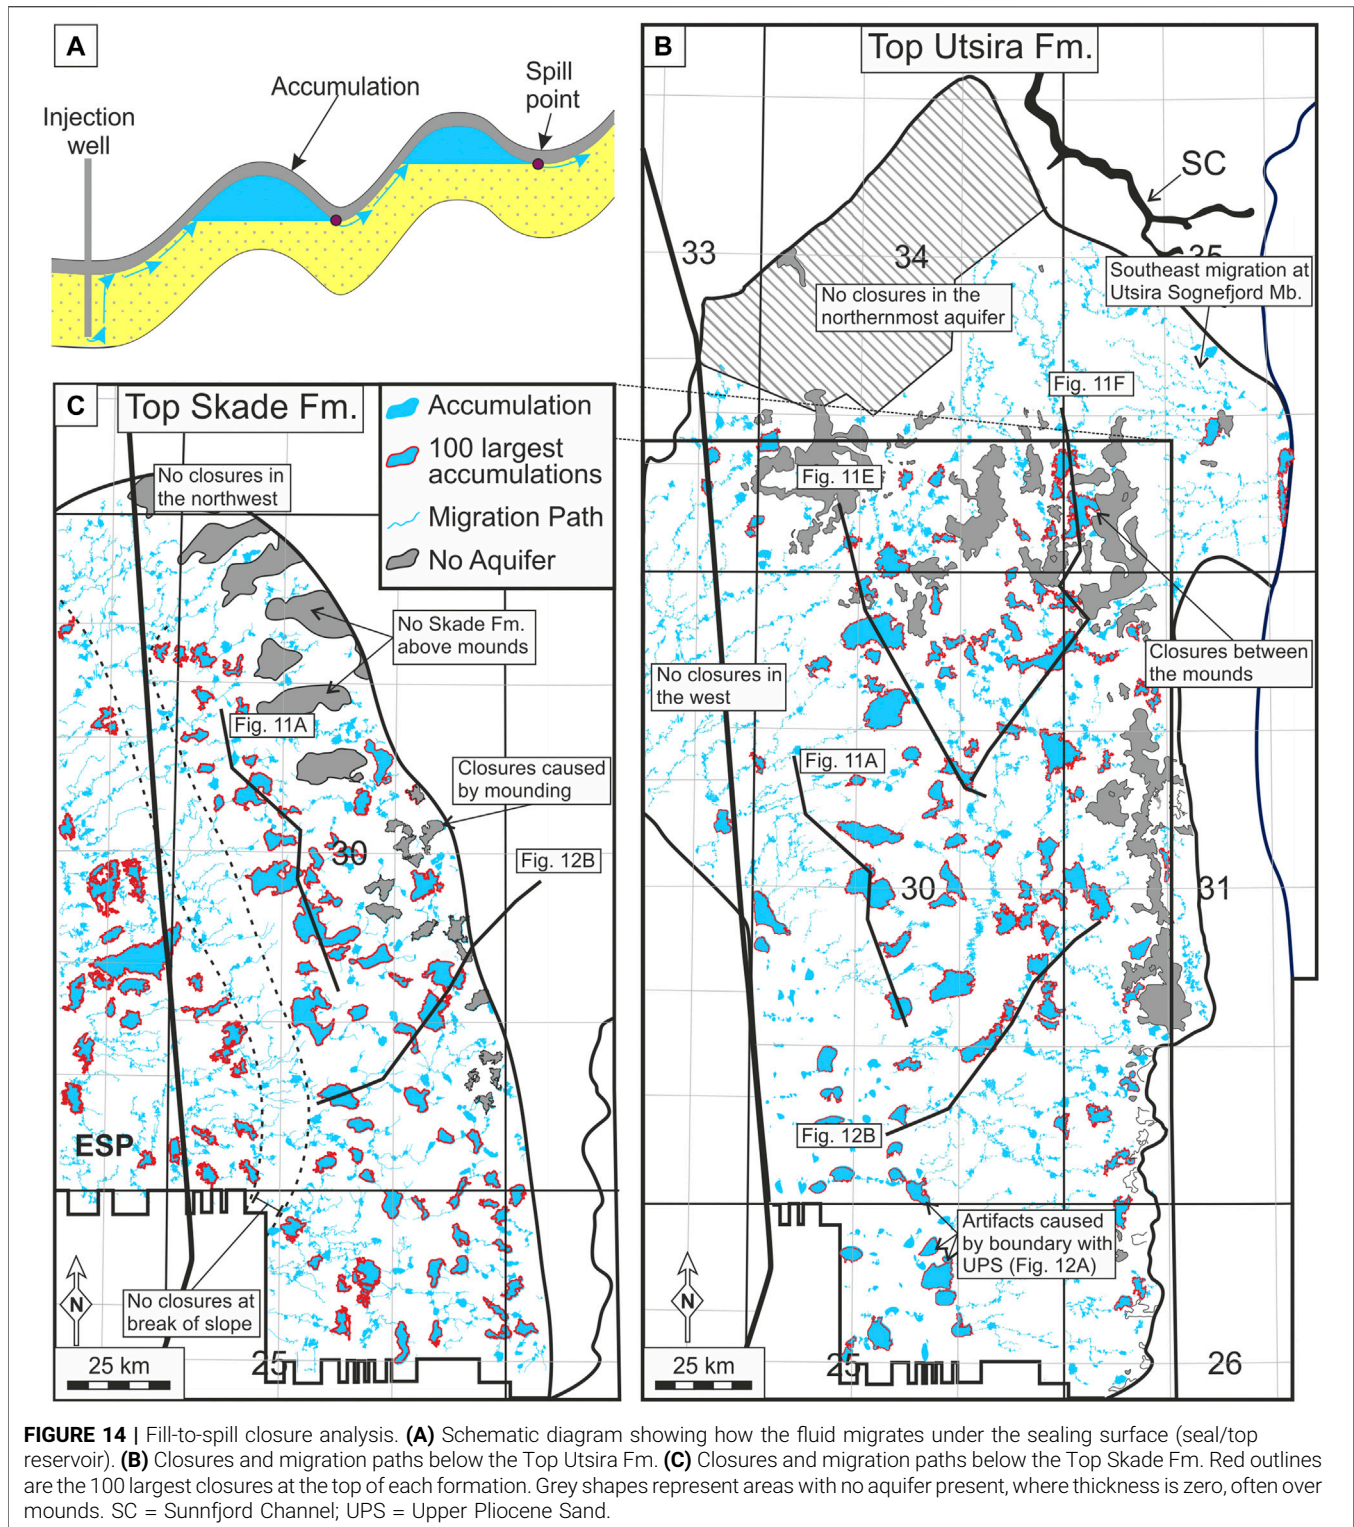 A
Injection
well
Accumulation
Spill
point
B
Top Utsira Fm.
SC
33
34
35
Southeast migration at
Utsira Sognefjord Mb.
No closures in the
northernmost aquifer
Fig. 11F
Fig. 11E
Closures between
the mounds
No closures in
the west
Fig. 11A
30
31
Fig. 12B
Artifacts caused
by boundary with
UPS (Fig. 12A)
N
25 km
25
26
C
Top Skade Fm.
Accumulation
100 largest
accumulations
Migration Path
No Aquifer
No closures in
the northwest
No Skade Fm.
above mounds
Fig. 11A
Closures caused
by mounding
30
Fig. 12B
ESP
No closures at
break of slope
N
25 km
25
FIGURE 14 | Fill-to-spill closure analysis. (A) Schematic diagram showing how the fluid migrates under the sealing surface (seal/top
reservoir). (B) Closures and migration paths below the Top Utsira Fm. (C) Closures and migration paths below the Top Skade Fm. Red outlines
are the 100 largest closures at the top of each formation. Grey shapes represent areas with no aquifer present, where thickness is zero, often over
mounds. SC = Sunnfjord Channel; UPS = Upper Pliocene Sand.